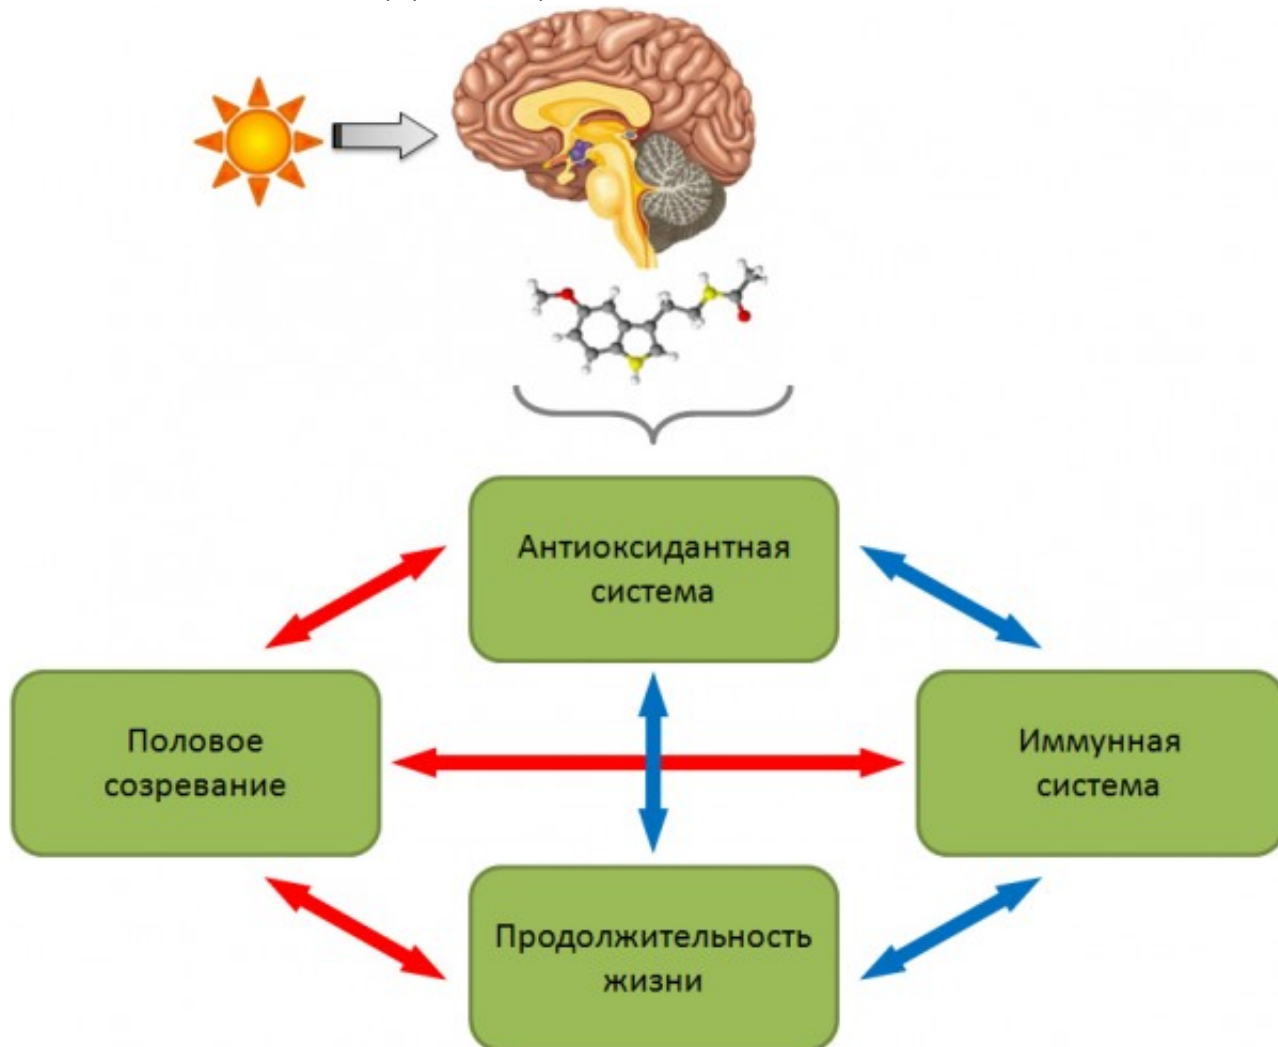 Антиоксидантная
система
Половое
созревание
Иммунная
система
Продолжительность
жизни